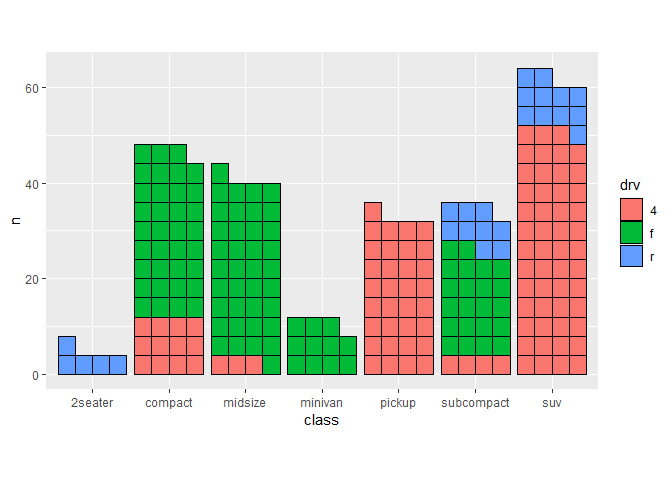 60
40
20
0
n
2seater compact midsize minivan pickup subcompact suv
class
drv
4
f
r